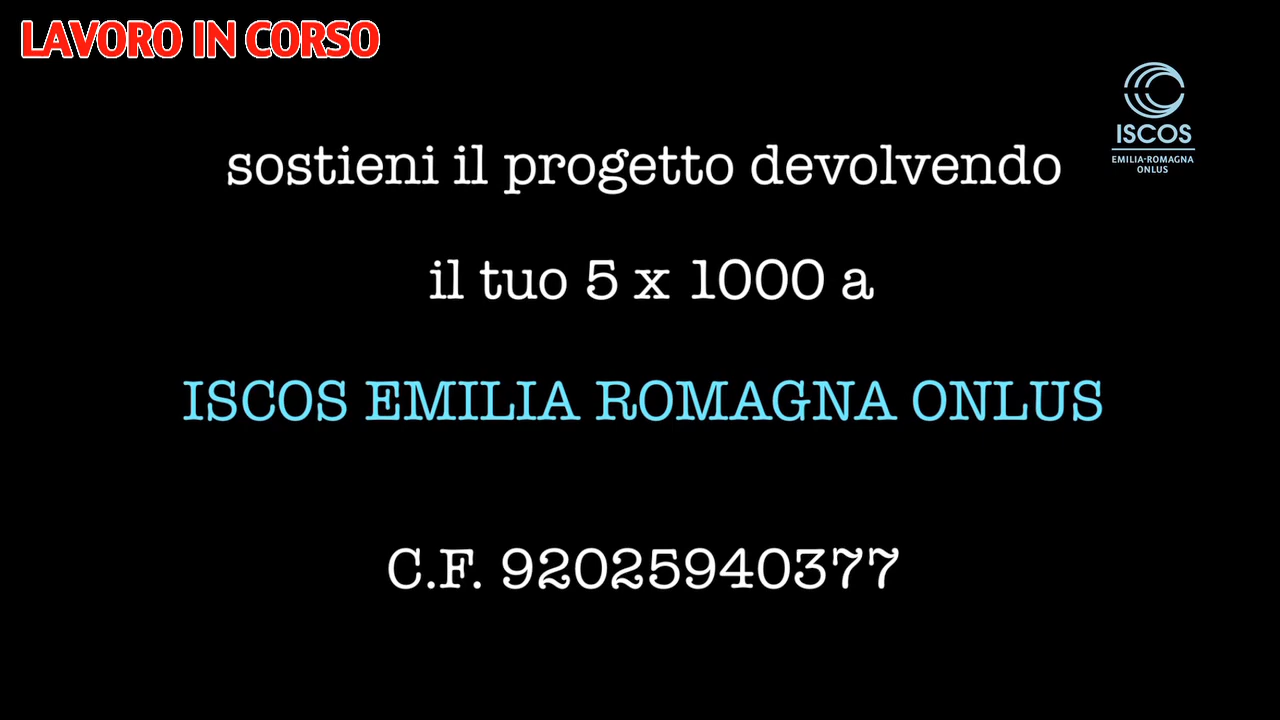 LAVORO IN CORSO
ISCOS
EMILIA-ROMAGNA
ONLUS
sostieni il progetto devolvendo
il tuo 5 x 1000 a
ISCOS EMILIA ROMAGNA ONLUS
C.F. 92025940377